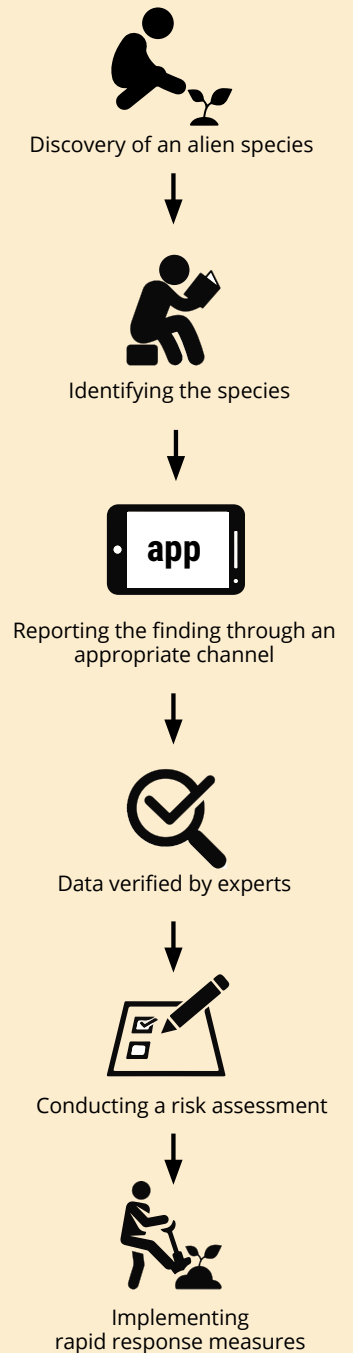 Discovery of an alien species
Identifying the species
app
Reporting the finding through an
appropriate channel
Data verified by experts
Conducting a risk assessment
Implementing
rapid response measures